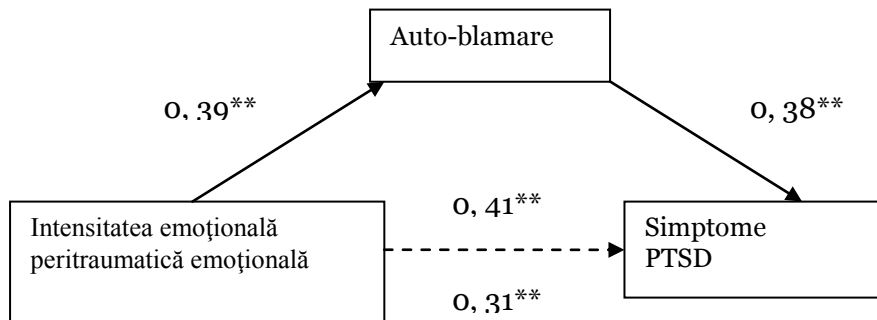 Auto-blamare
0, 39**
0, 38**
Intensitatea emoţională
peritraumatică emoţională
0, 41**
Simptome
PTSD
0, 31**